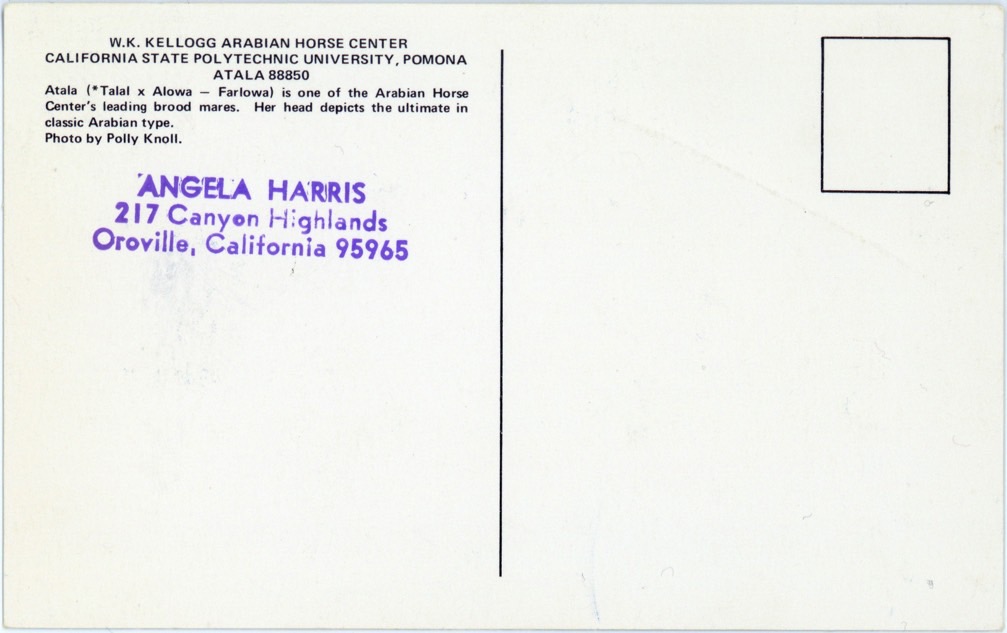 W.K. KELLOGG ARABIAN HORSE CENTER
CALIFORNIA STATE POLYTECHNIC UNIVERSITY, POMONA
ATALA 88850
Atala (*Talal x Alowa — Farlowa) is one of the Arabian Horse
Center's leading brood mares. Her head depicts the ultimate in
classic Arabian type.
Photo by Polly Knoll.
ANGELA HARRIS
217 Canyon Highlands
Oroville, California 95965